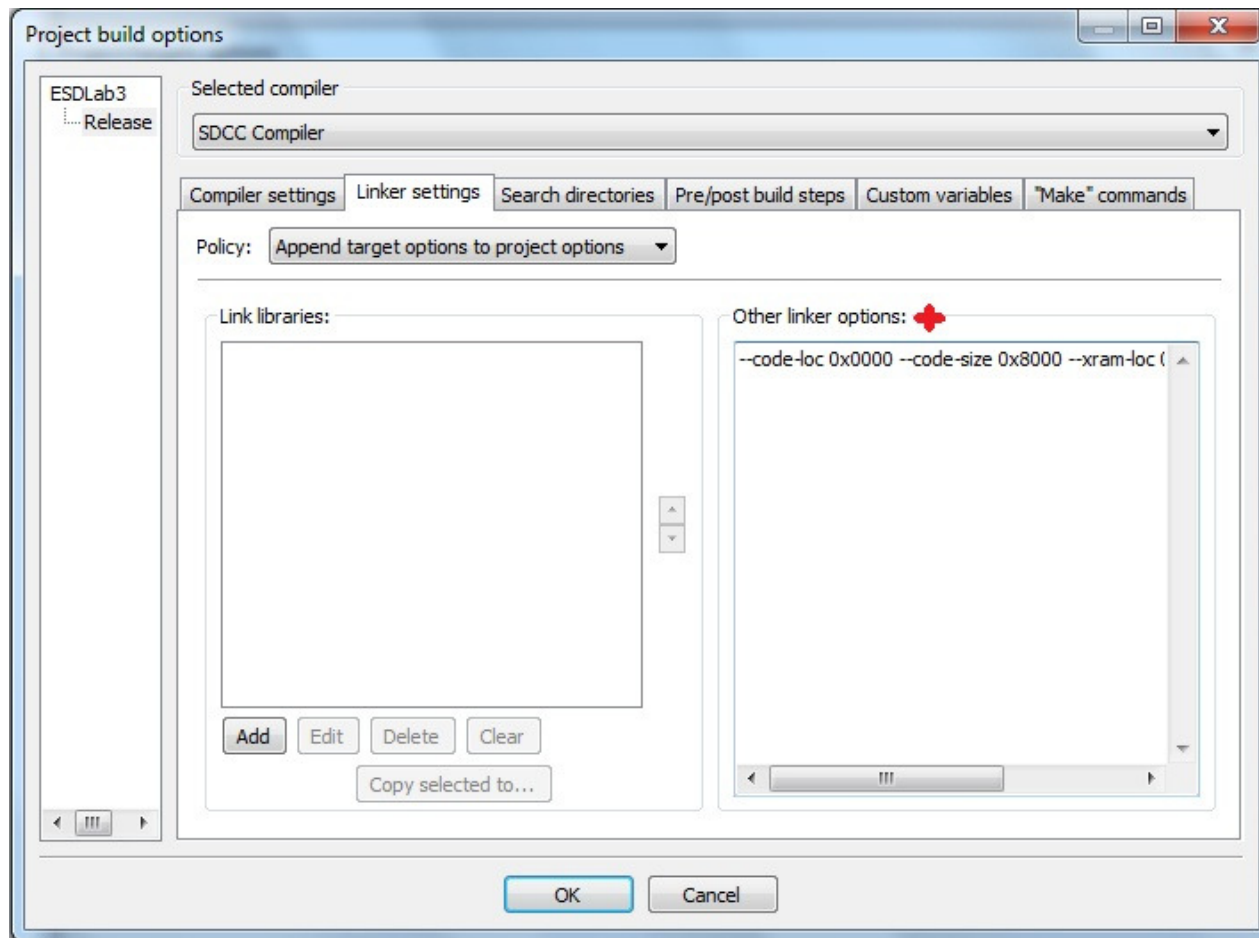 Project build options
ESDLab3
Release
Selected compiler
SDCC Compiler
Compiler settings
Linker settings
Search directories
Pre/post build steps
Custom variables
"Make" commands
Policy:
Append target options to project options
Link libraries:
Other linker options:
--code-loc 0x0000 --code-size 0x8000 --xram-loc
Add
Edit
Delete
Clear
Copy selected to...
OK
Cancel